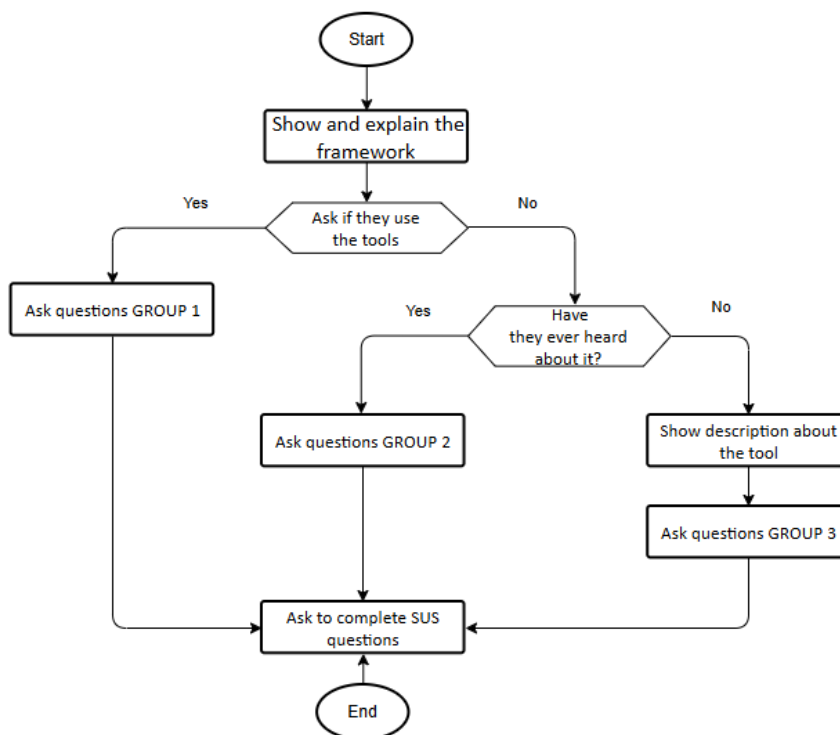 Start
Show and explain the
framework
Yes
No
Ask if they use
the tools
Ask questions GROUP 1
Yes
No
Have
they ever heard
about it?
Ask questions GROUP 2
Show description about
the tool
Ask questions GROUP 3
Ask to complete SUS
questions
End